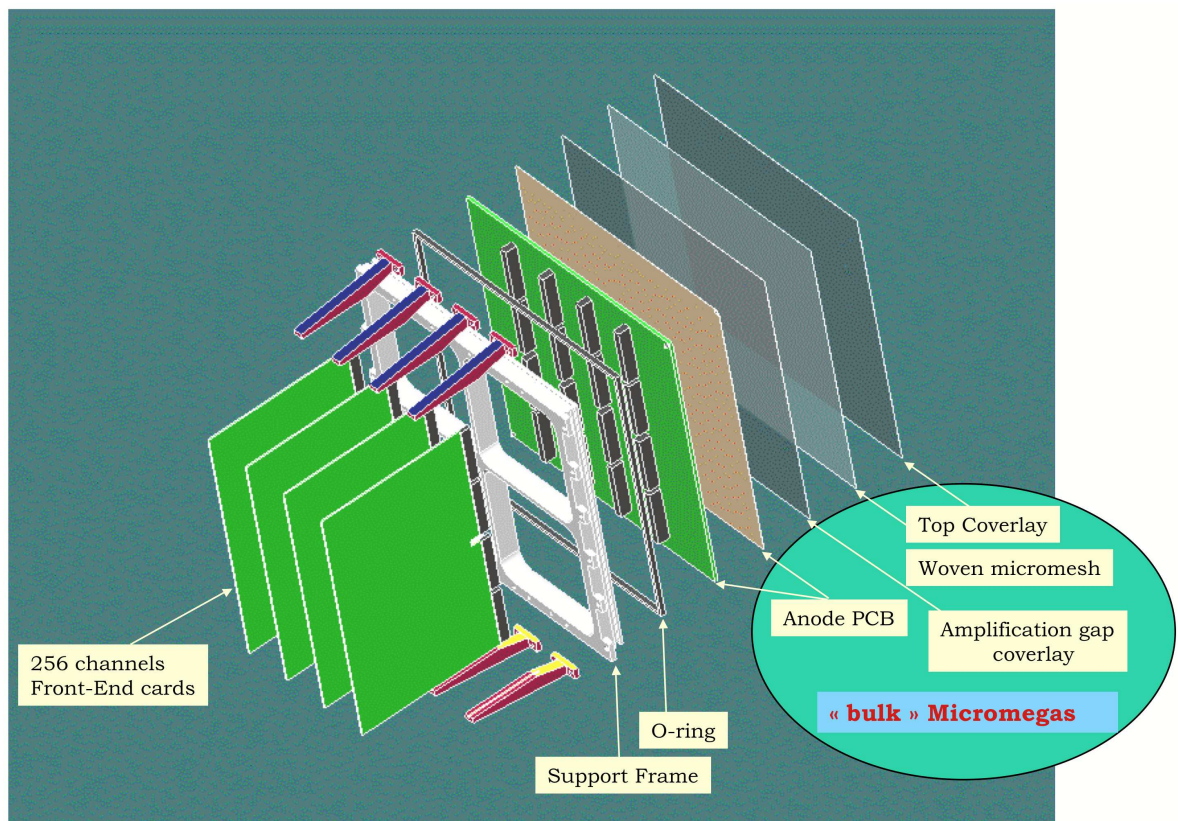 Top Coverlay
Woven micromesh
Anode PCB
Amplification gap
coverlay
256 channels
Front-End cards
« bulk » Micromegas
O-ring
Support Frame